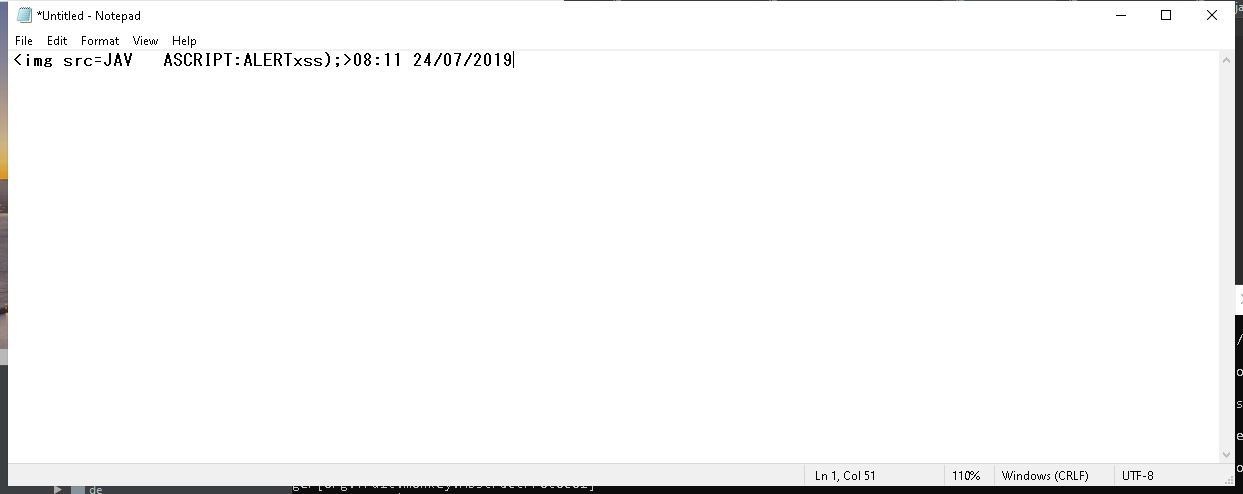 *Untitled - Notepad
File Edit Format View Help
<img src=JAV   ASCRIPT:ALERTxss);>08:11 24/07/2019
Ln 1, Col 51 110% Windows (CRLF) UTF-8
de